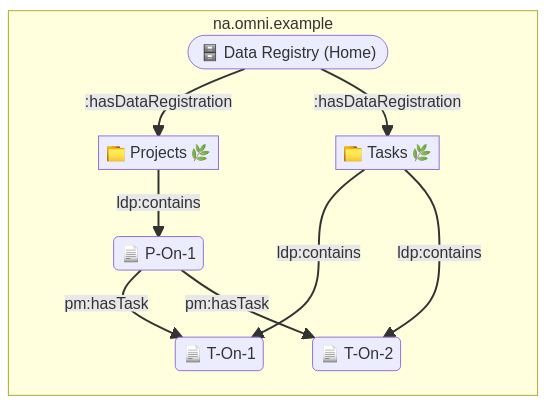 na.omni.example
🗄️ Data Registry (Home)
:hasDataRegistration :hasDataRegistration
📁 Projects 🌿 📁 Tasks 🌿
ldp:contains
📄 P-On-1 ldp:contains ldp:contains
pm:hasTask pm:hasTask
📄 T-On-1 📄 T-On-2